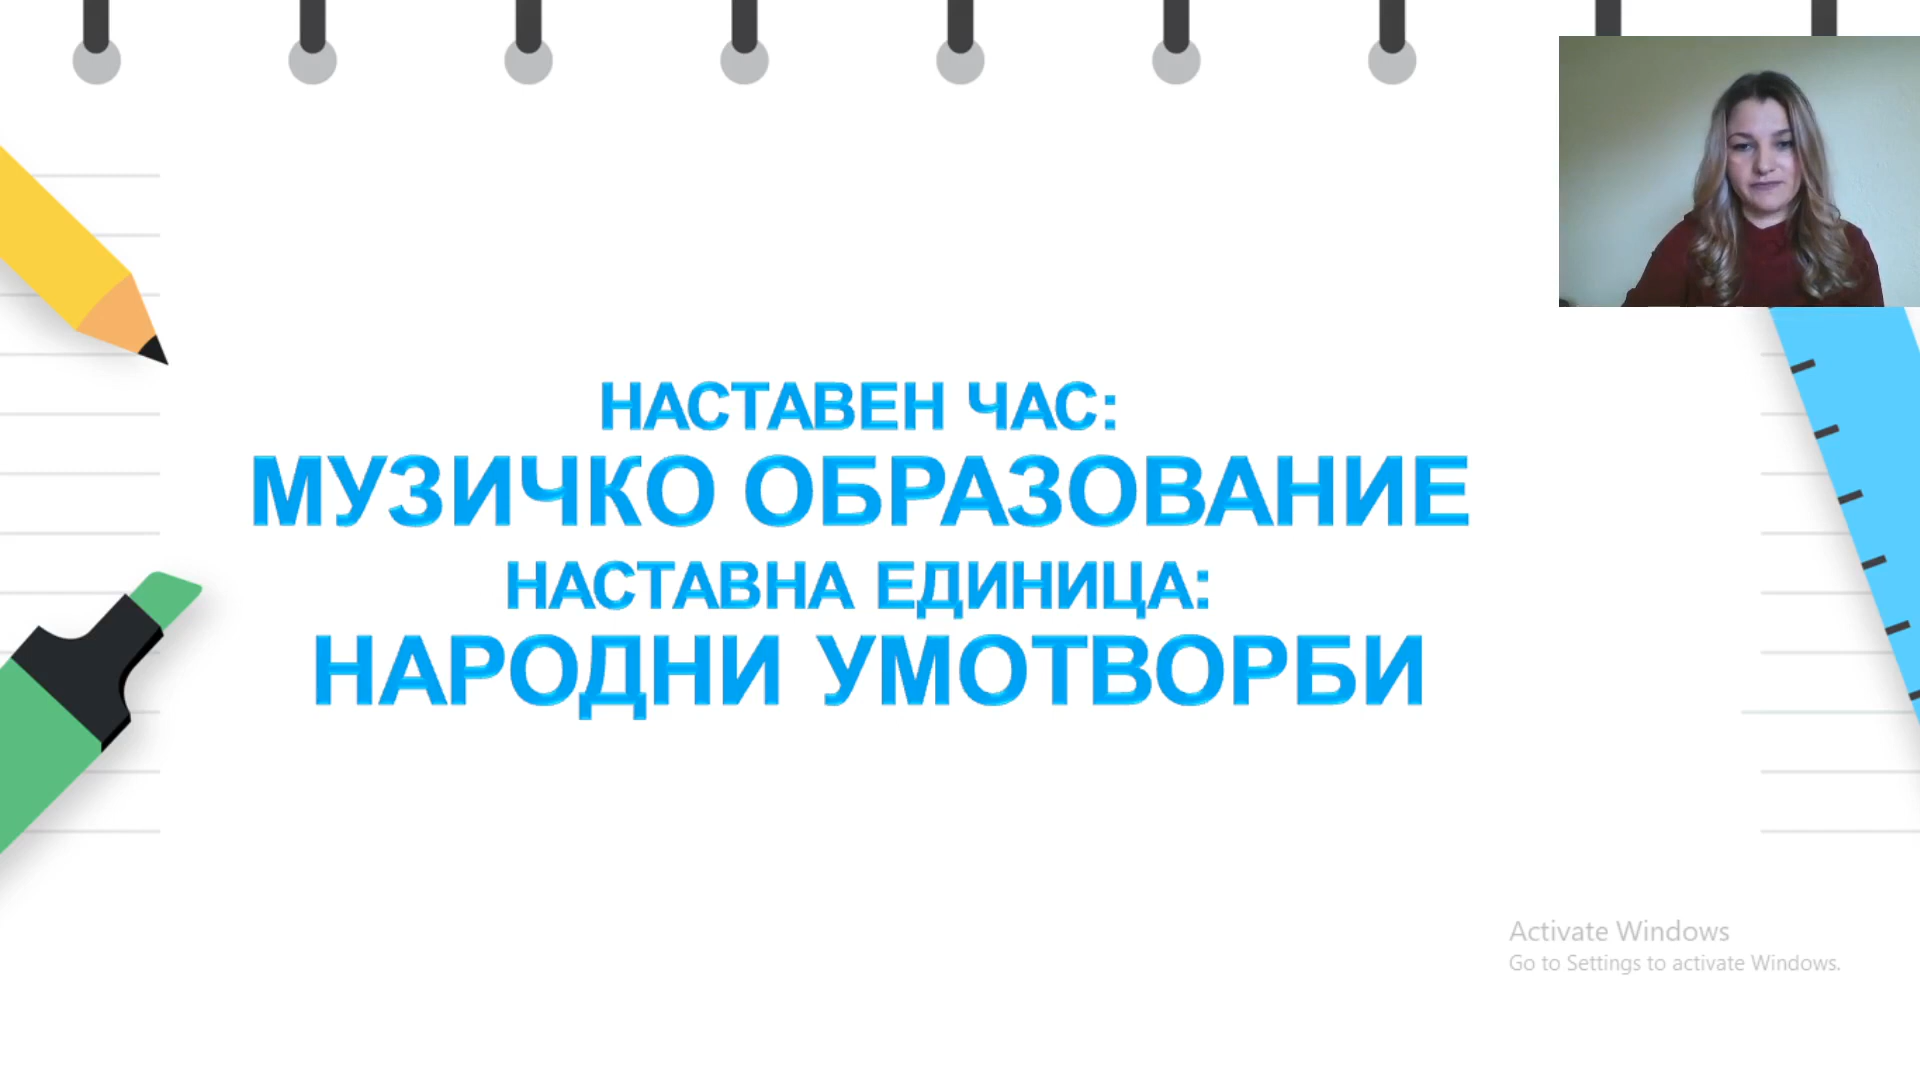 НАСТАВЕН ЧАС:
МУЗИЧКО ОБРАЗОВАНИЕ
НАСТАВНА ЕДИНИЦА:
НАРОДНИ УМОТВОРБИ
Activate Windows
Go to Settings to activate Windows.